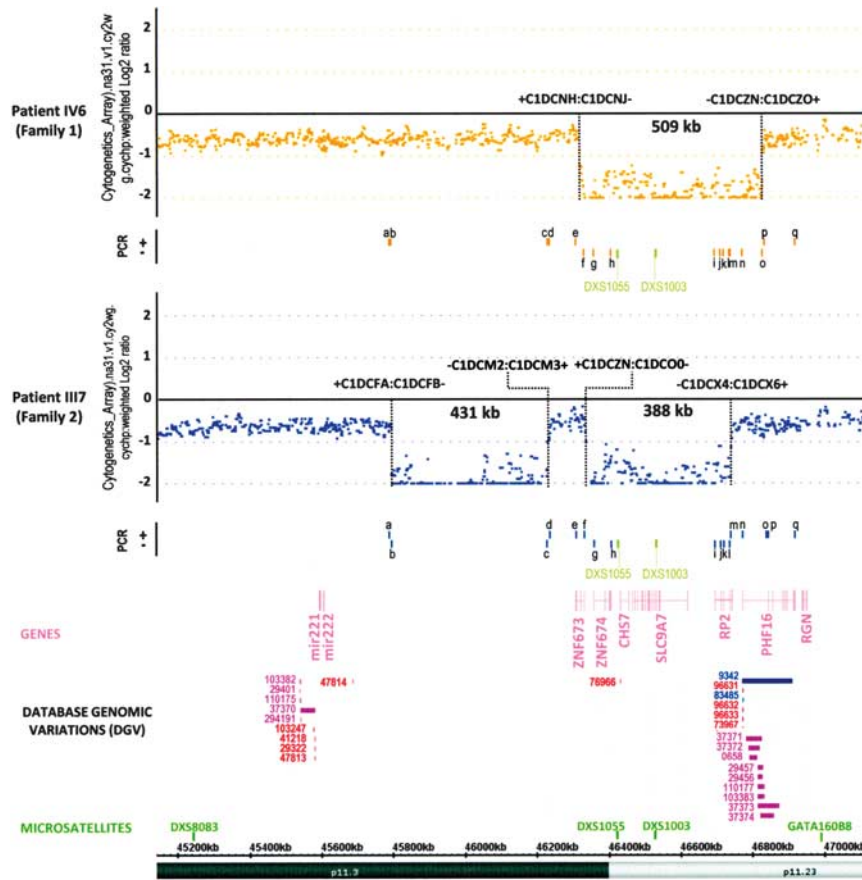 2
1
0
-1
-2
Cytogenetics_Array).na31.v1.cy2w
g.cychp:weighted Log2 ratio
Patient IV6
(Family 1)
+C1DCNH:C1DCNJ-
-C1DCZN:C1DCZO+
509 kb
PCR
+
-
ab
cd
e
p
q
f
g
h
i
jkl
m
n
o
DXS1055
DXS1003
2
1
0
-1
-2
Cytogenetics_Array).na31.v1.cy2wg.
cychp:weighted Log2 ratio
Patient III7
(Family 2)
-C1DCM2:C1DCM3+
+C1DCZN:C1DCO0-
+C1DCFA:C1DCFB-
-C1DCX4:C1DCX6+
431 kb
388 kb
PCR
+
-
a
d
e
f
m
n
o
p
q
b
c
g
h
i
jkl
DXS1055
DXS1003
GENES
mir221
mir222
ZNF673
ZNF674
CHS7
SLC9A7
RP2
PHF16
RGN
DATABASE GENOMIC
VARIATIONS (DGV)
103382
29401
110175
37370
294191
103247
41218
29322
47813
47814
76966
9342
96631
83485
96632
96633
73967
37371
37372
0658
29457
29456
110177
103383
37373
37374
MICROSATELLITES
DXS8083
DXS1055
DXS1003
GATA160B8
45200kb
45400kb
45600kb
45800kb
46000kb
46200kb
46400kb
46600kb
46800kb
47000kb
p11.3
p11.23